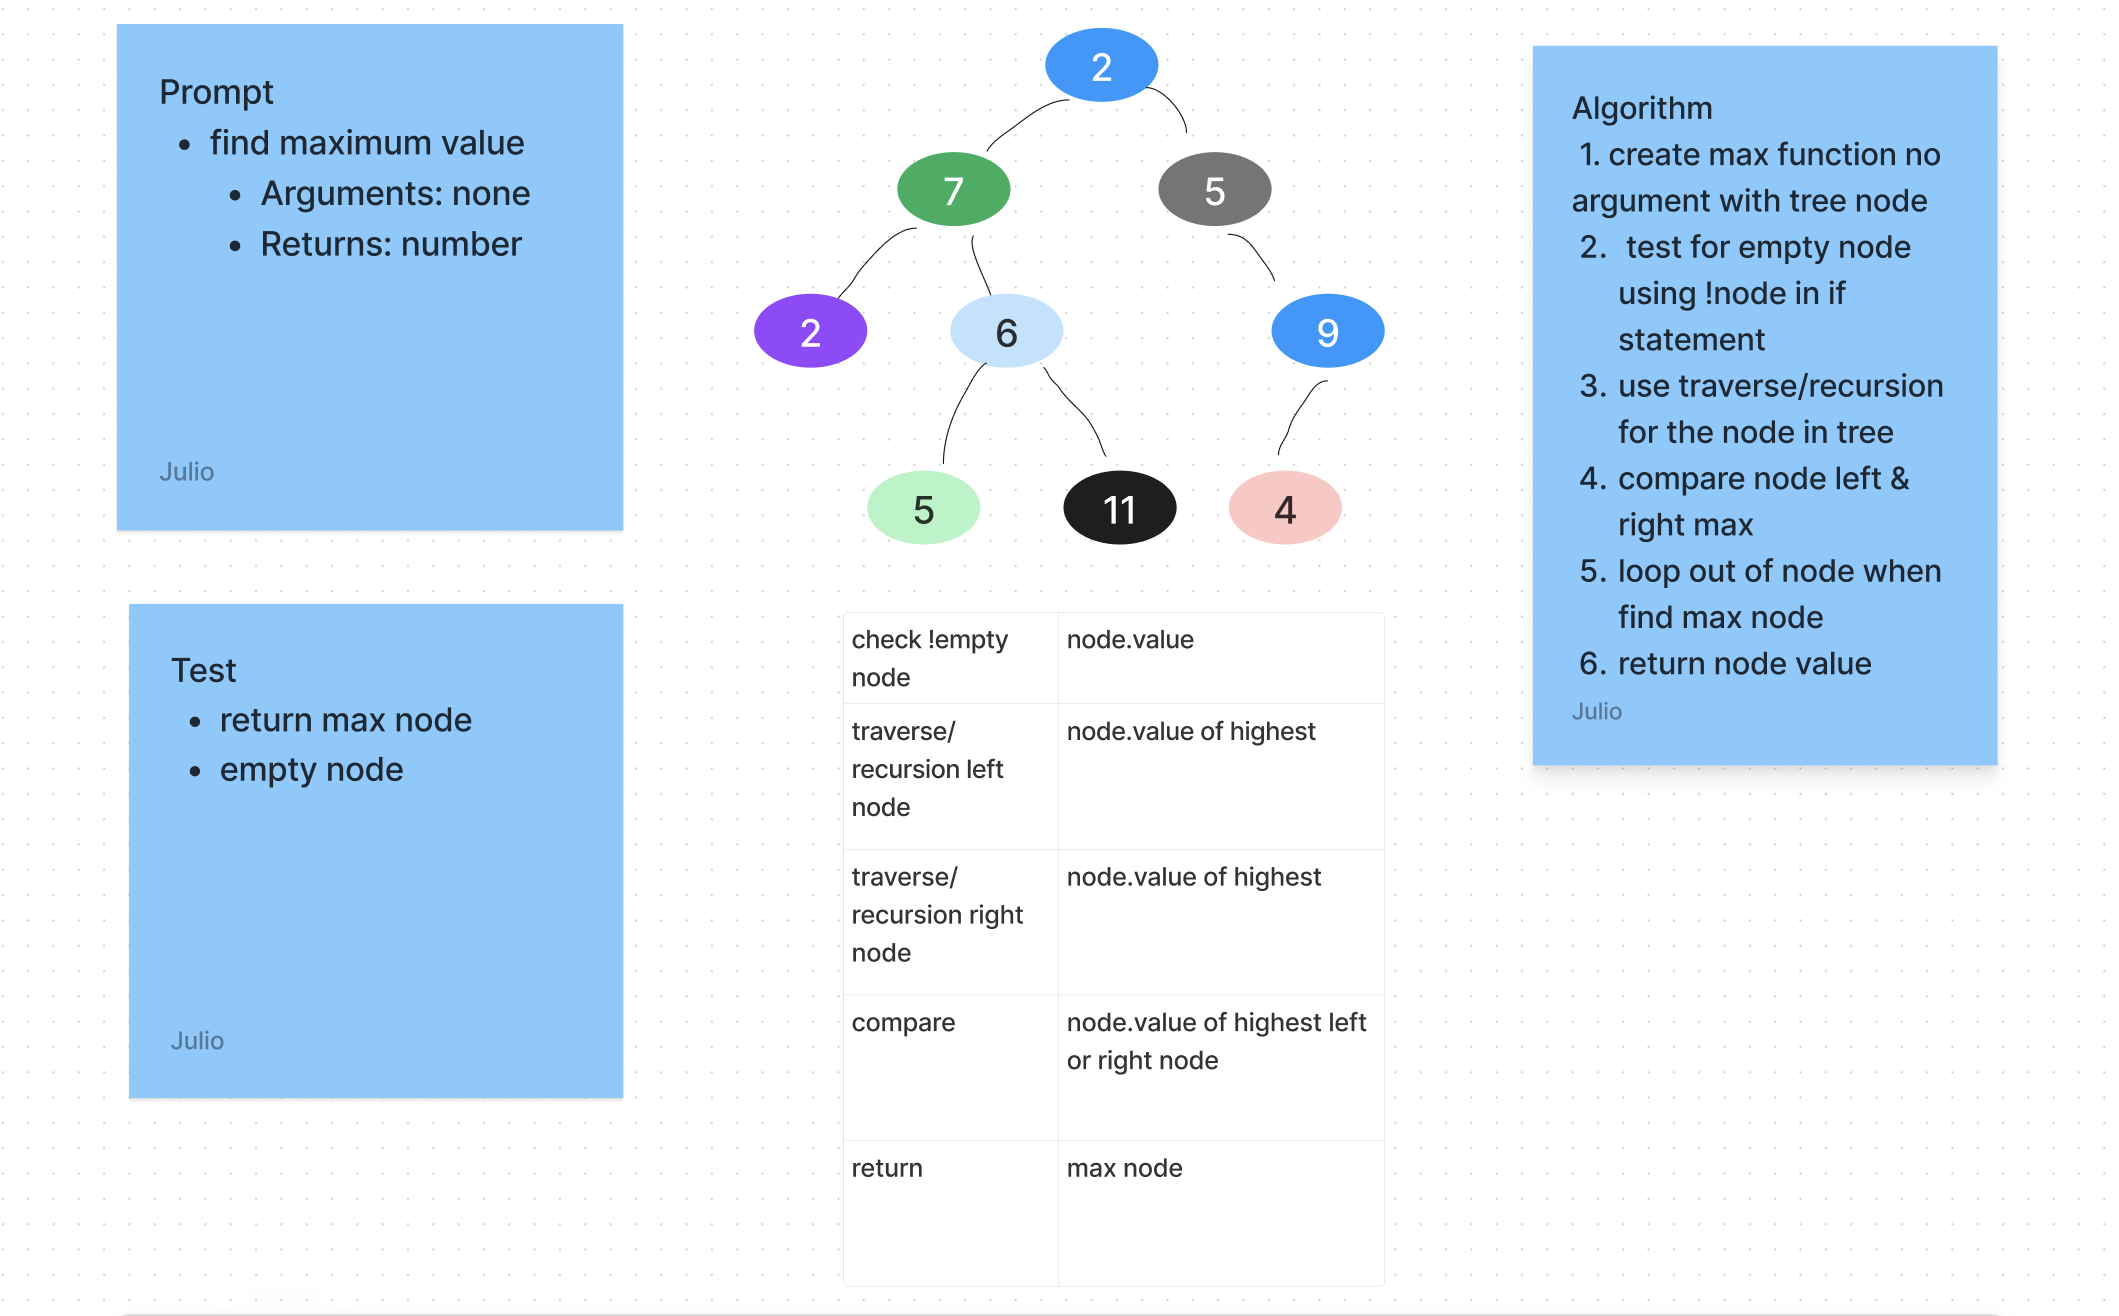 Prompt
• find maximum value
• Arguments: none
• Returns: number
Julio
2
7
5
2
6
9
5
11
4
Algorithm
1. create max function no
argument with tree node
2. test for empty node
using !node in if
statement
3. use traverse/recursion
for the node in tree
4. compare node left &
right max
5. loop out of node when
find max node
6. return node value
Julio
Test
• return max node
• empty node
Julio
check !empty
node
node.value
traverse/
recursion left
node
node.value of highest
traverse/
recursion right
node
node.value of highest
compare
node.value of highest left
or right node
return
max node